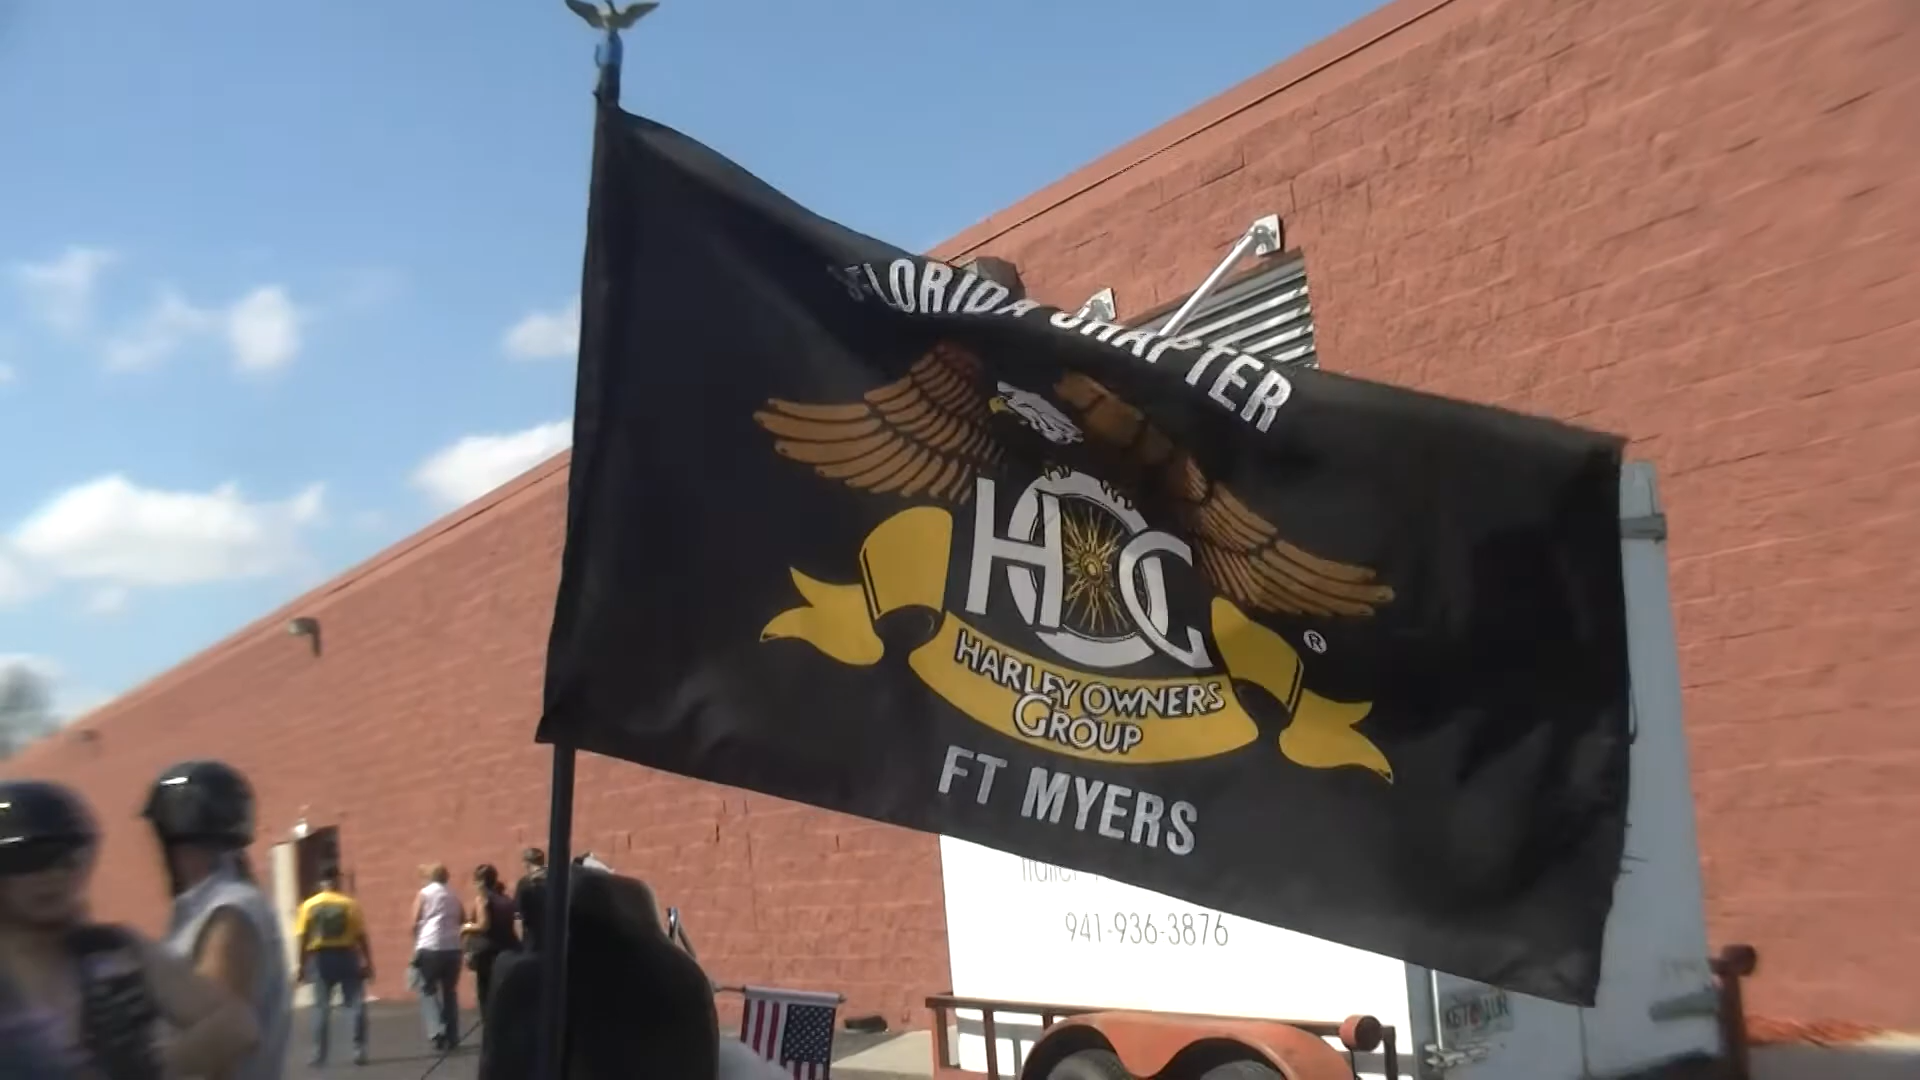 FLORIDA CHAPTER
HOG
®
HARLEY OWNERS
GROUP
FT MYERS
941-936-3876